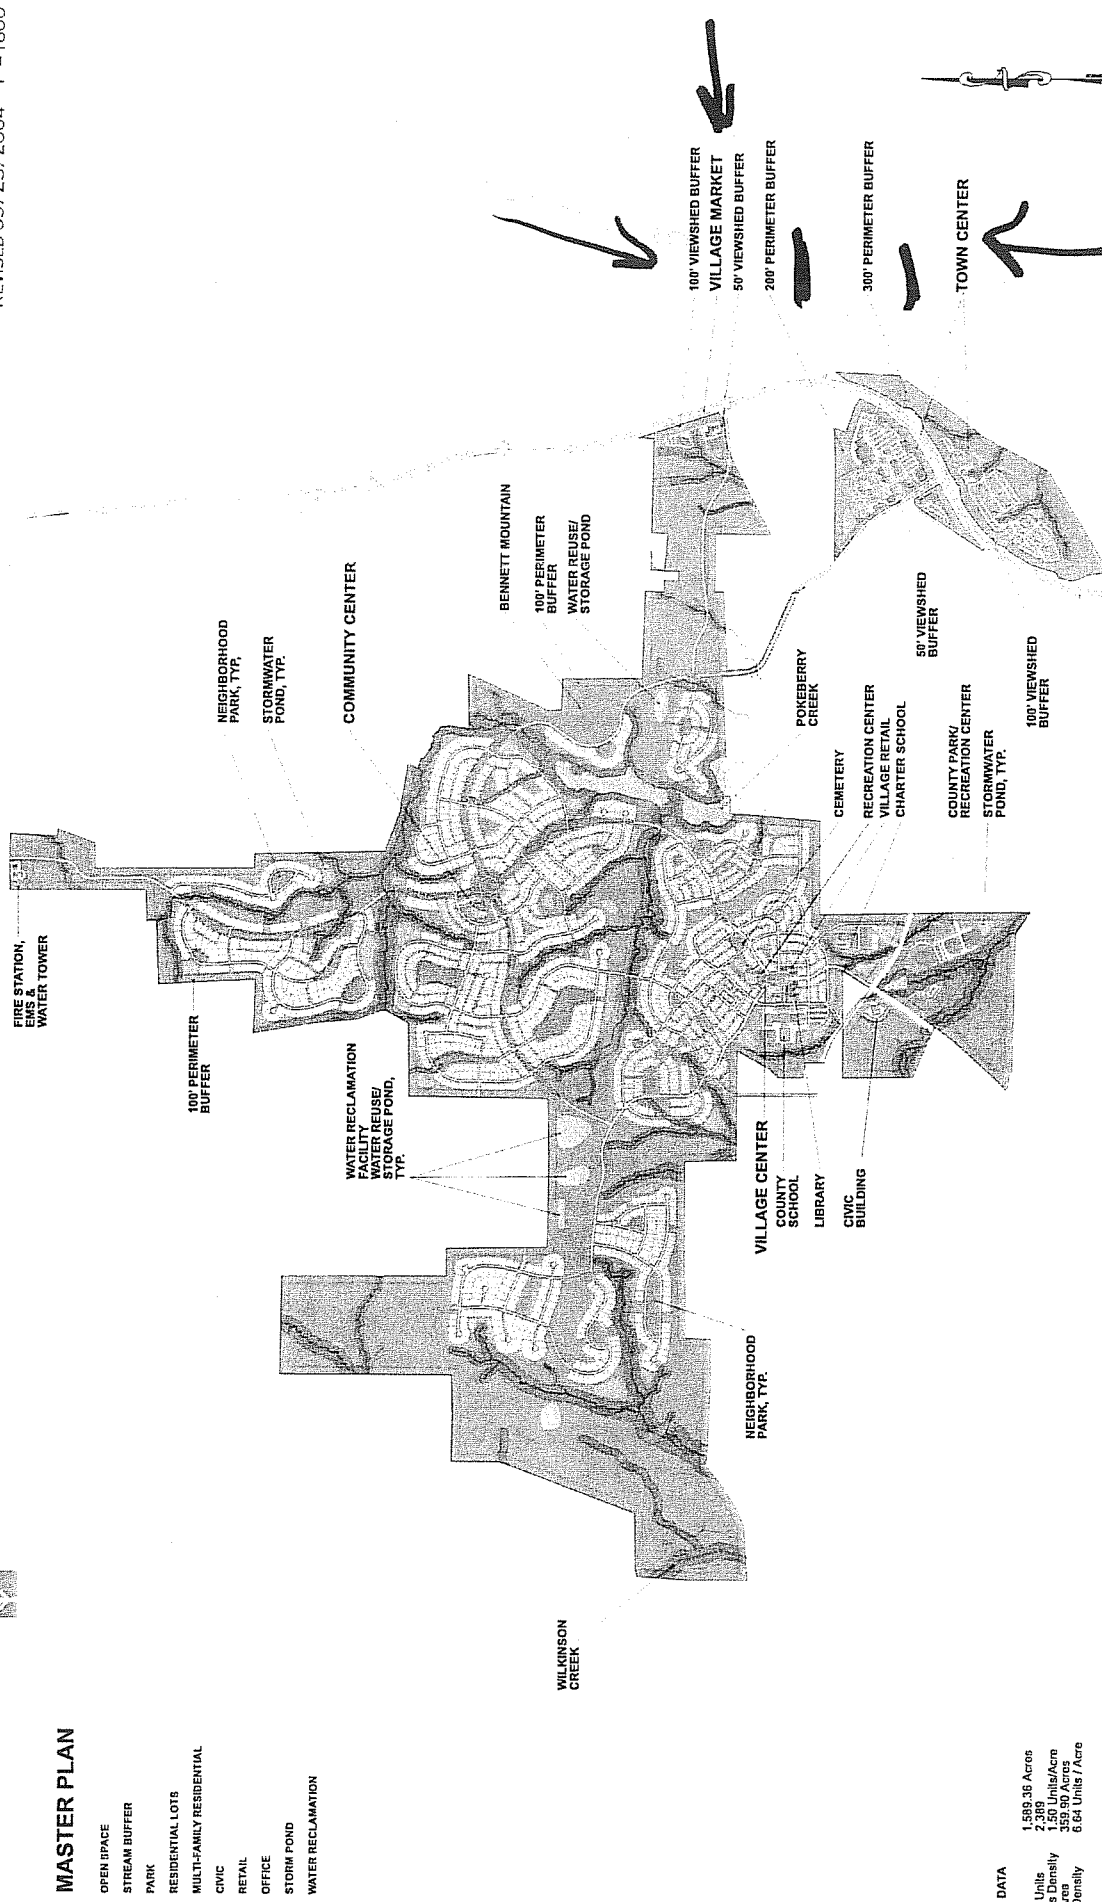 MASTER PLAN
OPEN SPACE
STREAM BUFFER
PARK
RESIDENTIAL LOTS
MULTI-FAMILY RESIDENTIAL
CIVIC
RETAIL
OFFICE
STORM POND
WATER RECLAMATION
DATA
1,589.36 Acres
Units 2,389
Density 1.50 Units/Acre
359.90 Acres
6.64 Units / Acre
WILKINSON
CREEK
FIRE STATION,
EMS &
WATER TOWER
100' PERIMETER
BUFFER
WATER RECLAMATION
FACILITY
WATER REUSE/
STORAGE POND,
TYP.
NEIGHBORHOOD
PARK, TYP.
VILLAGE CENTER
COUNTY
SCHOOL
LIBRARY
CIVIC
BUILDING
NEIGHBORHOOD
PARK, TYP,
STORMWATER
POND, TYP.
COMMUNITY CENTER
BENNETT MOUNTAIN
100' PERIMETER
BUFFER
WATER REUSE/
STORAGE POND
POKEBERRY
CREEK
CEMETERY
RECREATION CENTER
VILLAGE RETAIL
CHARTER SCHOOL
COUNTY PARK/
RECREATION CENTER
STORMWATER
POND, TYP.
50' VIEWSHED
BUFFER
100' VIEWSHED
BUFFER
100' VIEWSHED BUFFER
VILLAGE MARKET
50' VIEWSHED BUFFER
200' PERIMETER BUFFER
300' PERIMETER BUFFER
TOWN CENTER